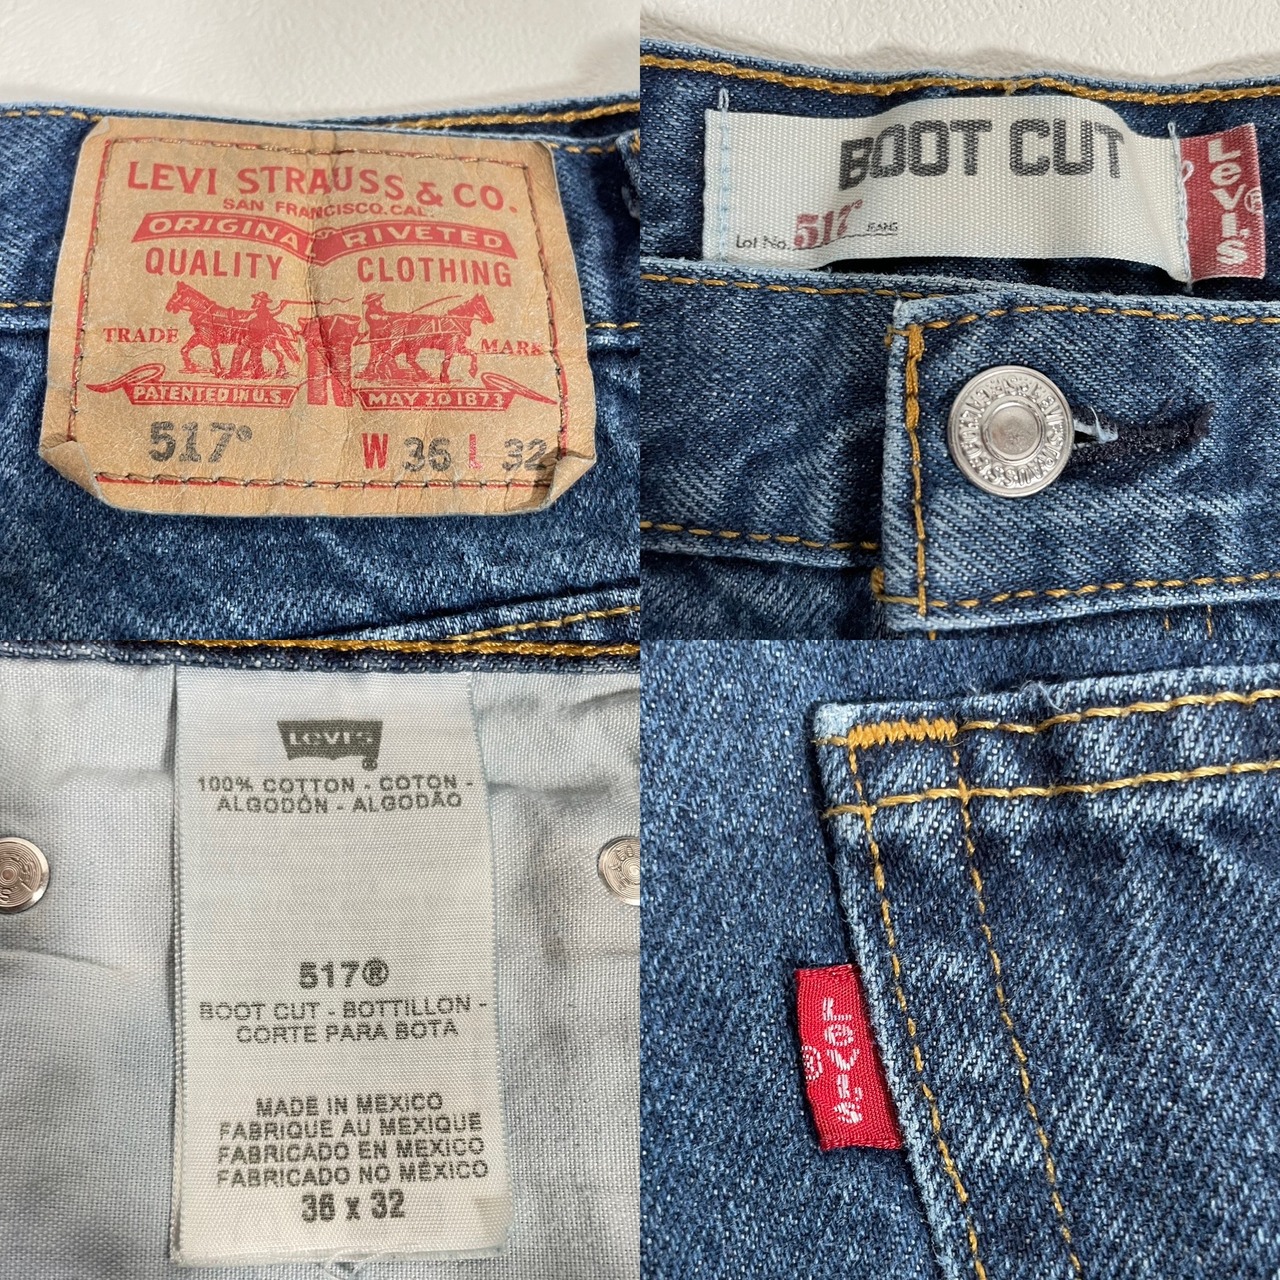 LEVI STRAUSS & CO.
SAN FRANCISCO, CAL.
ORIGINAL RIVETED
QUALITY CLOTHING
TRADE MARK
PATENTED IN U.S. MAY 20 1873
517° W 36 L 32
BOOT CUT
Lot No. 517° JEANS
Levi's
®
Levi's
100% COTTON - COTON -
ALGODÓN - ALGODÃO
517®
BOOT CUT - BOTTILLON -
CORTE PARA BOTA
MADE IN MEXICO
FABRIQUE AU MEXIQUE
FABRICADO EN MEXICO
FABRICADO NO MÉXICO
36 x 32
Levi's
®